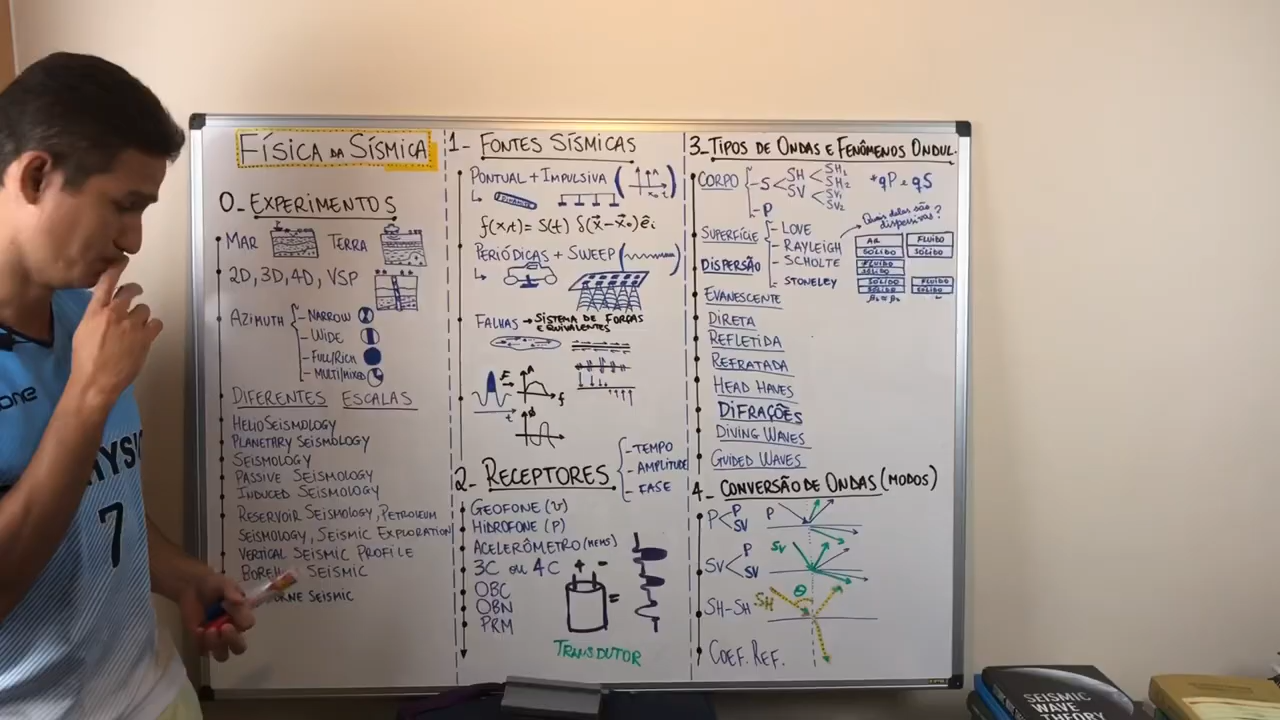 FÍSICA DA SÍSMICA
0_ EXPERIMENTOS
MAR TERRA
2D, 3D, 4D, VSP
AZIMUTH
- NARROW
- WIDE
- FULL/RICH
- MULTI/MIXED
DIFERENTES ESCALAS
HELIOSEISMOLOGY
PLANETARY SEISMOLOGY
SEISMOLOGY
PASSIVE SEISMOLOGY
INDUCED SEISMOLOGY
RESERVOIR SEISMOLOGY, PETROLEUM
SEISMOLOGY, SEISMIC EXPLORATION
VERTICAL SEISMIC PROFILE
SEISMIC
SEISMIC
1_ FONTES SÍSMICAS
PONTUAL + IMPULSIVA
DINAMITE
f(x,t) = S(t) δ(x⃗-x⃗₀) êᵢ
PERIÓDICAS + SWEEP
FALHAS → SISTEMA DE FORÇAS
EQUIVALENTES
F
A
f
t
Φ
2_ RECEPTORES
- TEMPO
- AMPLITUDE
- FASE
GEOFONE (v)
HIDROFONE (P)
ACELERÔMETRO (MEMS)
3C OU 4C
OBC
OBN
PRM
+ -
=
TRANSDUTOR
3_ TIPOS DE ONDAS E FENÔMENOS ONDUL.
CORPO
- S < SH < SH₁ SH₂
SV < SV₁ SV₂
- P
* qP e qS
SUPERFÍCIE
- LOVE
- RAYLEIGH
- SCHOLTE
- STONELEY
Quais delas são
dispersivas?
AR
SÓLIDO
FLUIDO
SÓLIDO
SÓLIDO
SÓLIDO
β₁ ≈ β₂
FLUIDO
SÓLIDO
FLUIDO
SÓLIDO
DISPERSÃO
EVANESCENTE
DIRETA
REFLETIDA
REFRATADA
HEAD WAVES
DIFRAÇÕES
DIVING WAVES
GUIDED WAVES
4_ CONVERSÃO DE ONDAS (MODOS)
P < P SV
P
SV < P SV
SV
SH-SH
SH
θ
COEF. REF.
7
SEISMIC
WAVE
THEORY